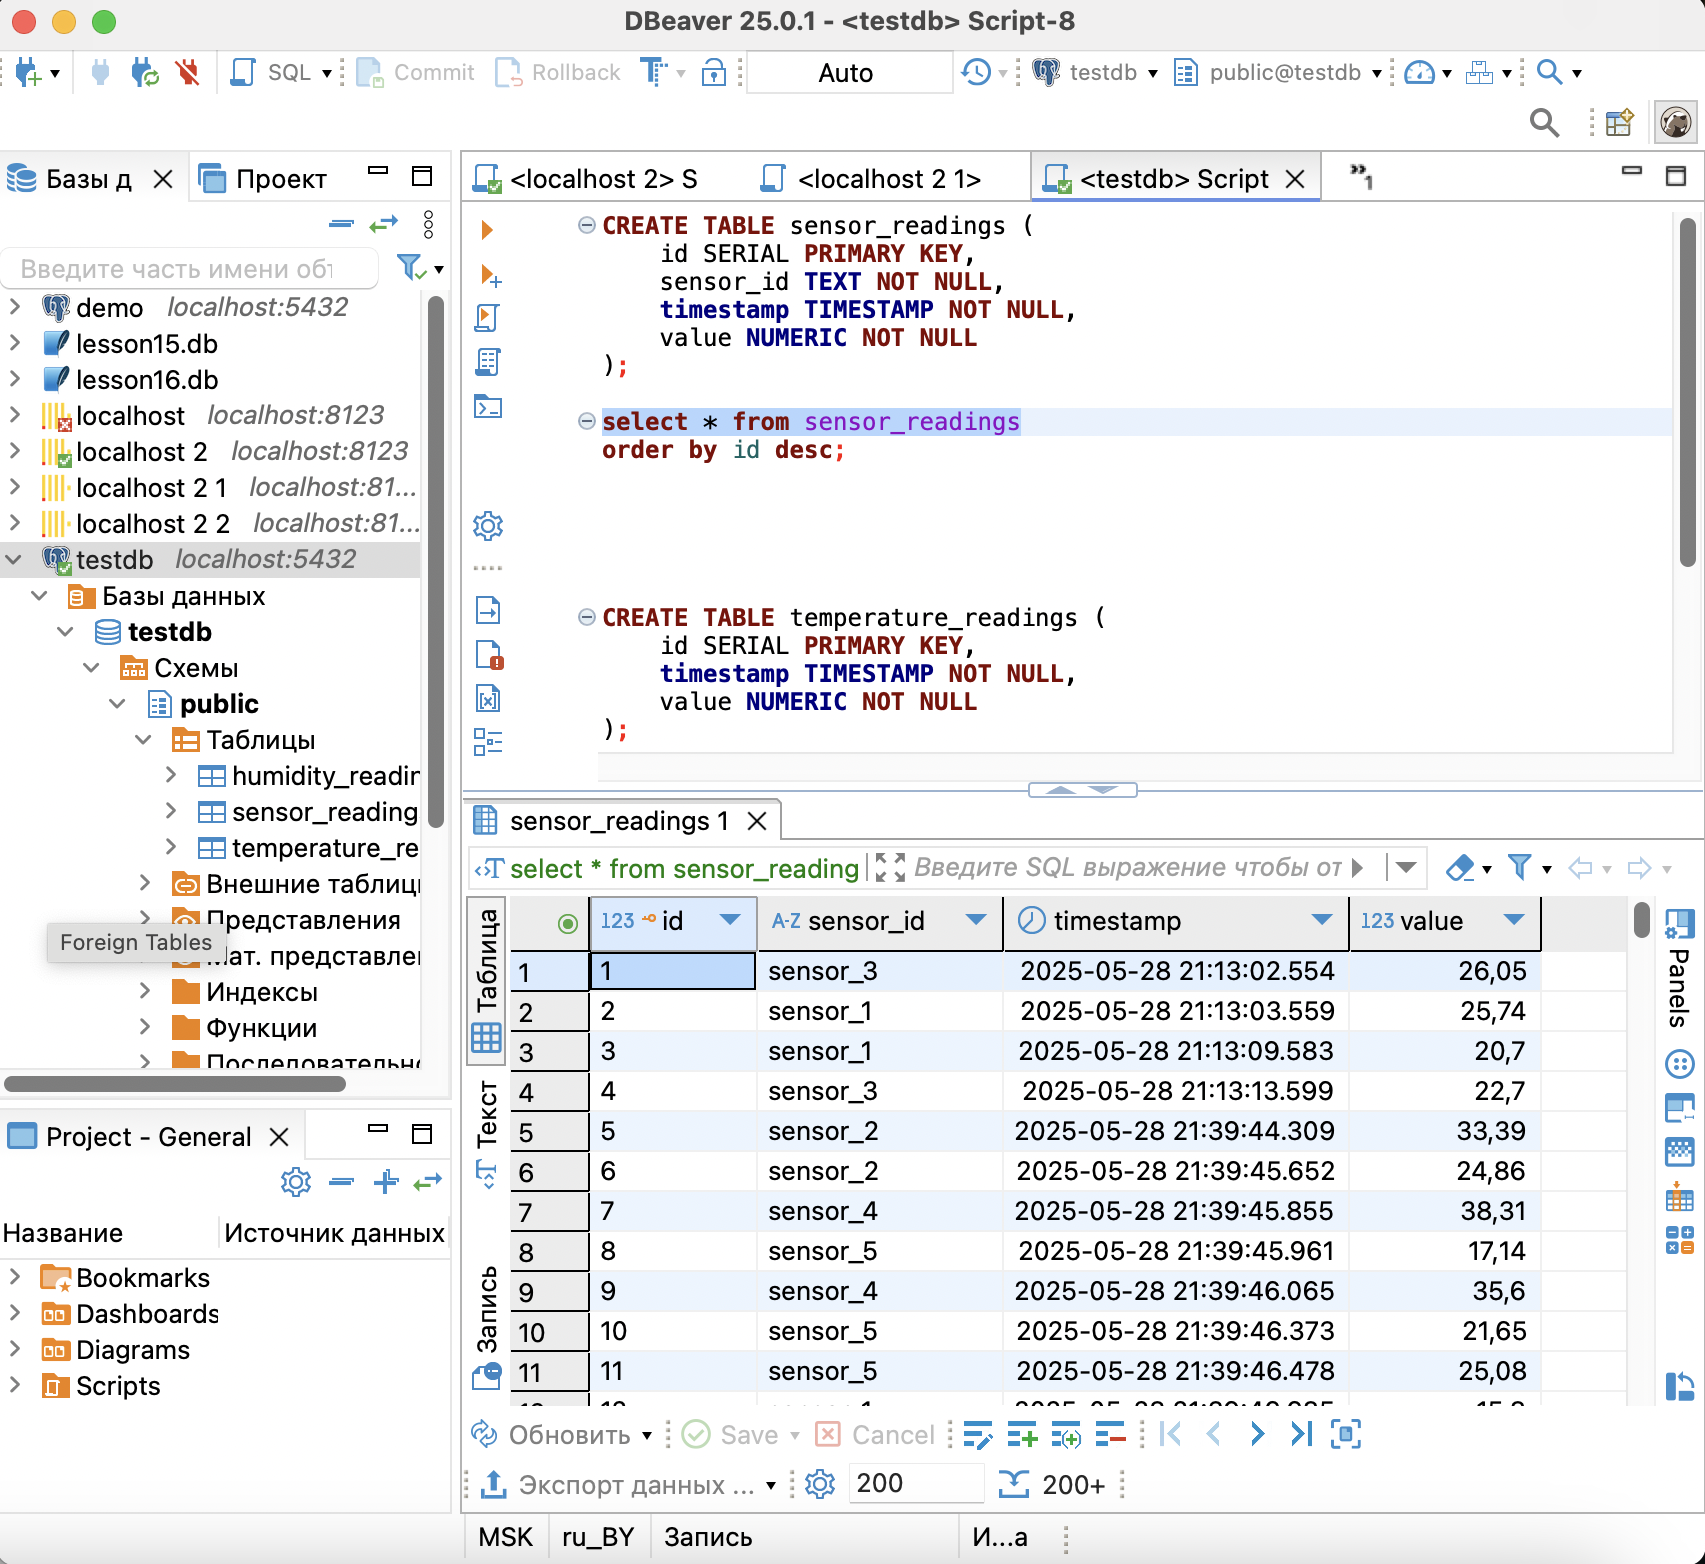 DBeaver 25.0.1 - <testdb> Script-8
SQL Commit Rollback Auto testdb public@testdb
Базы д Проект
Введите часть имени об
demo localhost:5432
lesson15.db
lesson16.db
localhost localhost:8123
localhost 2 localhost:8123
localhost 2 1 localhost:81...
localhost 2 2 localhost:81...
testdb localhost:5432
Базы данных
testdb
Схемы
public
Таблицы
humidity_readin
sensor_reading
temperature_re
Внешние таблиц
Представления
Foreign Tables
Мат. представле
Индексы
Функции
Последовательно
Project - General
Название Источник данных
Bookmarks
Dashboards
Diagrams
Scripts
<localhost 2> S <localhost 2 1> <testdb> Script »1
CREATE TABLE sensor_readings (
id SERIAL PRIMARY KEY,
sensor_id TEXT NOT NULL,
timestamp TIMESTAMP NOT NULL,
value NUMERIC NOT NULL
);
select * from sensor_readings
order by id desc;
CREATE TABLE temperature_readings (
id SERIAL PRIMARY KEY,
timestamp TIMESTAMP NOT NULL,
value NUMERIC NOT NULL
);
sensor_readings 1
select * from sensor_reading Введите SQL выражение чтобы от
Таблица
Текст
Запись
123 id A-Z sensor_id timestamp 123 value
1 1 sensor_3 2025-05-28 21:13:02.554 26,05
2 2 sensor_1 2025-05-28 21:13:03.559 25,74
3 3 sensor_1 2025-05-28 21:13:09.583 20,7
4 4 sensor_3 2025-05-28 21:13:13.599 22,7
5 5 sensor_2 2025-05-28 21:39:44.309 33,39
6 6 sensor_2 2025-05-28 21:39:45.652 24,86
7 7 sensor_4 2025-05-28 21:39:45.855 38,31
8 8 sensor_5 2025-05-28 21:39:45.961 17,14
9 9 sensor_4 2025-05-28 21:39:46.065 35,6
10 10 sensor_5 2025-05-28 21:39:46.373 21,65
11 11 sensor_5 2025-05-28 21:39:46.478 25,08
Panels
Обновить Save Cancel
Экспорт данных ... 200 200+
MSK ru_BY Запись И...а